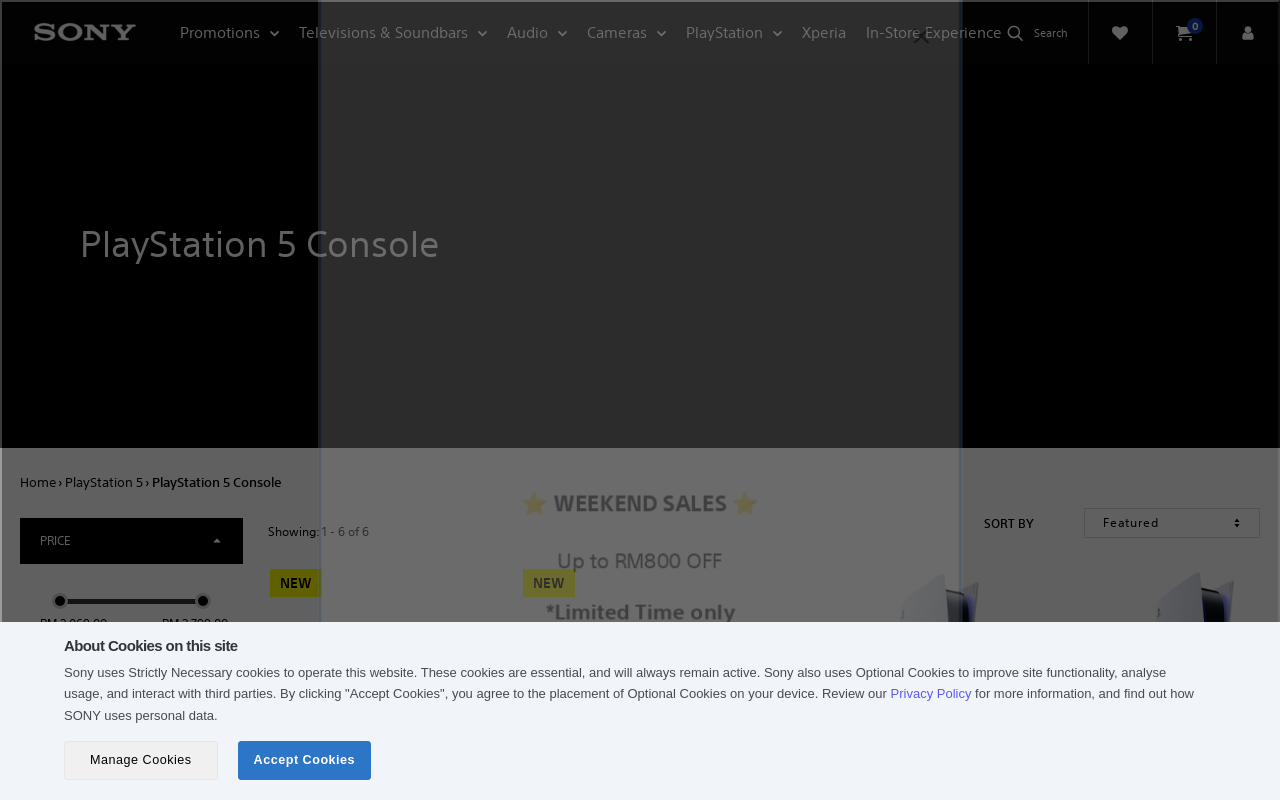 SONY
Promotions Televisions & Soundbars Audio Cameras PlayStation Xperia In-Store Experience Search 0
PlayStation 5 Console
Home › PlayStation 5 › PlayStation 5 Console
⭐ WEEKEND SALES ⭐
SORT BY Featured
PRICE
Showing: 1 - 6 of 6
Up to RM800 OFF
NEW NEW
*Limited Time only
About Cookies on this site
Sony uses Strictly Necessary cookies to operate this website. These cookies are essential, and will always remain active. Sony also uses Optional Cookies to improve site functionality, analyse
usage, and interact with third parties. By clicking "Accept Cookies", you agree to the placement of Optional Cookies on your device. Review our Privacy Policy for more information, and find out how
SONY uses personal data.
Manage Cookies Accept Cookies